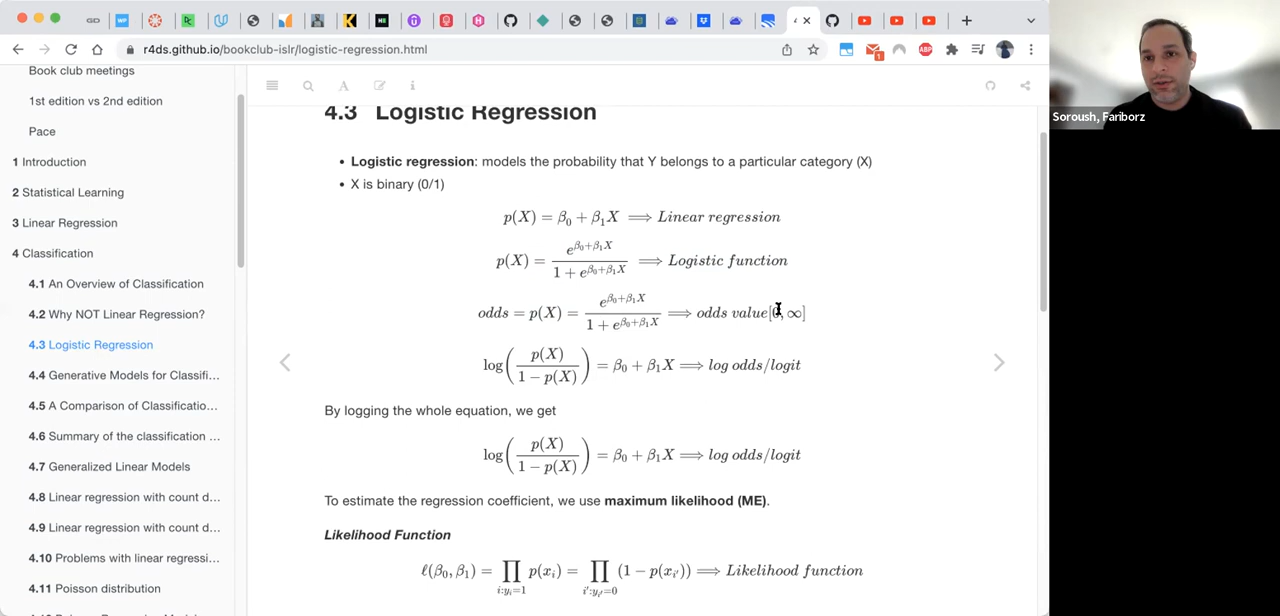 r4ds.github.io/bookclub-islr/logistic-regression.html
1
ABP
Soroush, Fariborz
Book club meetings
1st edition vs 2nd edition
Pace
1 Introduction
2 Statistical Learning
3 Linear Regression
4 Classification
4.1 An Overview of Classification
4.2 Why NOT Linear Regression?
4.3 Logistic Regression
4.4 Generative Models for Classifi...
4.5 A Comparison of Classificatio...
4.6 Summary of the classification ...
4.7 Generalized Linear Models
4.8 Linear regression with count d...
4.9 Linear regression with count d...
4.10 Problems with linear regressi...
4.11 Poisson distribution
4.3 Logistic Regression
• Logistic regression: models the probability that Y belongs to a particular category (X)
• X is binary (0/1)
p(X) = β₀ + β₁X ⟹ Linear regression
p(X) = e^{β₀+β₁X} / (1 + e^{β₀+β₁X}) ⟹ Logistic function
odds = p(X) = e^{β₀+β₁X} / (1 + e^{β₀+β₁X}) ⟹ odds value[0, ∞]
log(p(X) / (1 − p(X))) = β₀ + β₁X ⟹ log odds/logit
By logging the whole equation, we get
log(p(X) / (1 − p(X))) = β₀ + β₁X ⟹ log odds/logit
To estimate the regression coefficient, we use maximum likelihood (ME).
Likelihood Function
ℓ(β₀, β₁) = ∏_{i:y_i=1} p(x_i) = ∏_{i':y_{i'}=0} (1 − p(x_{i'})) ⟹ Likelihood function